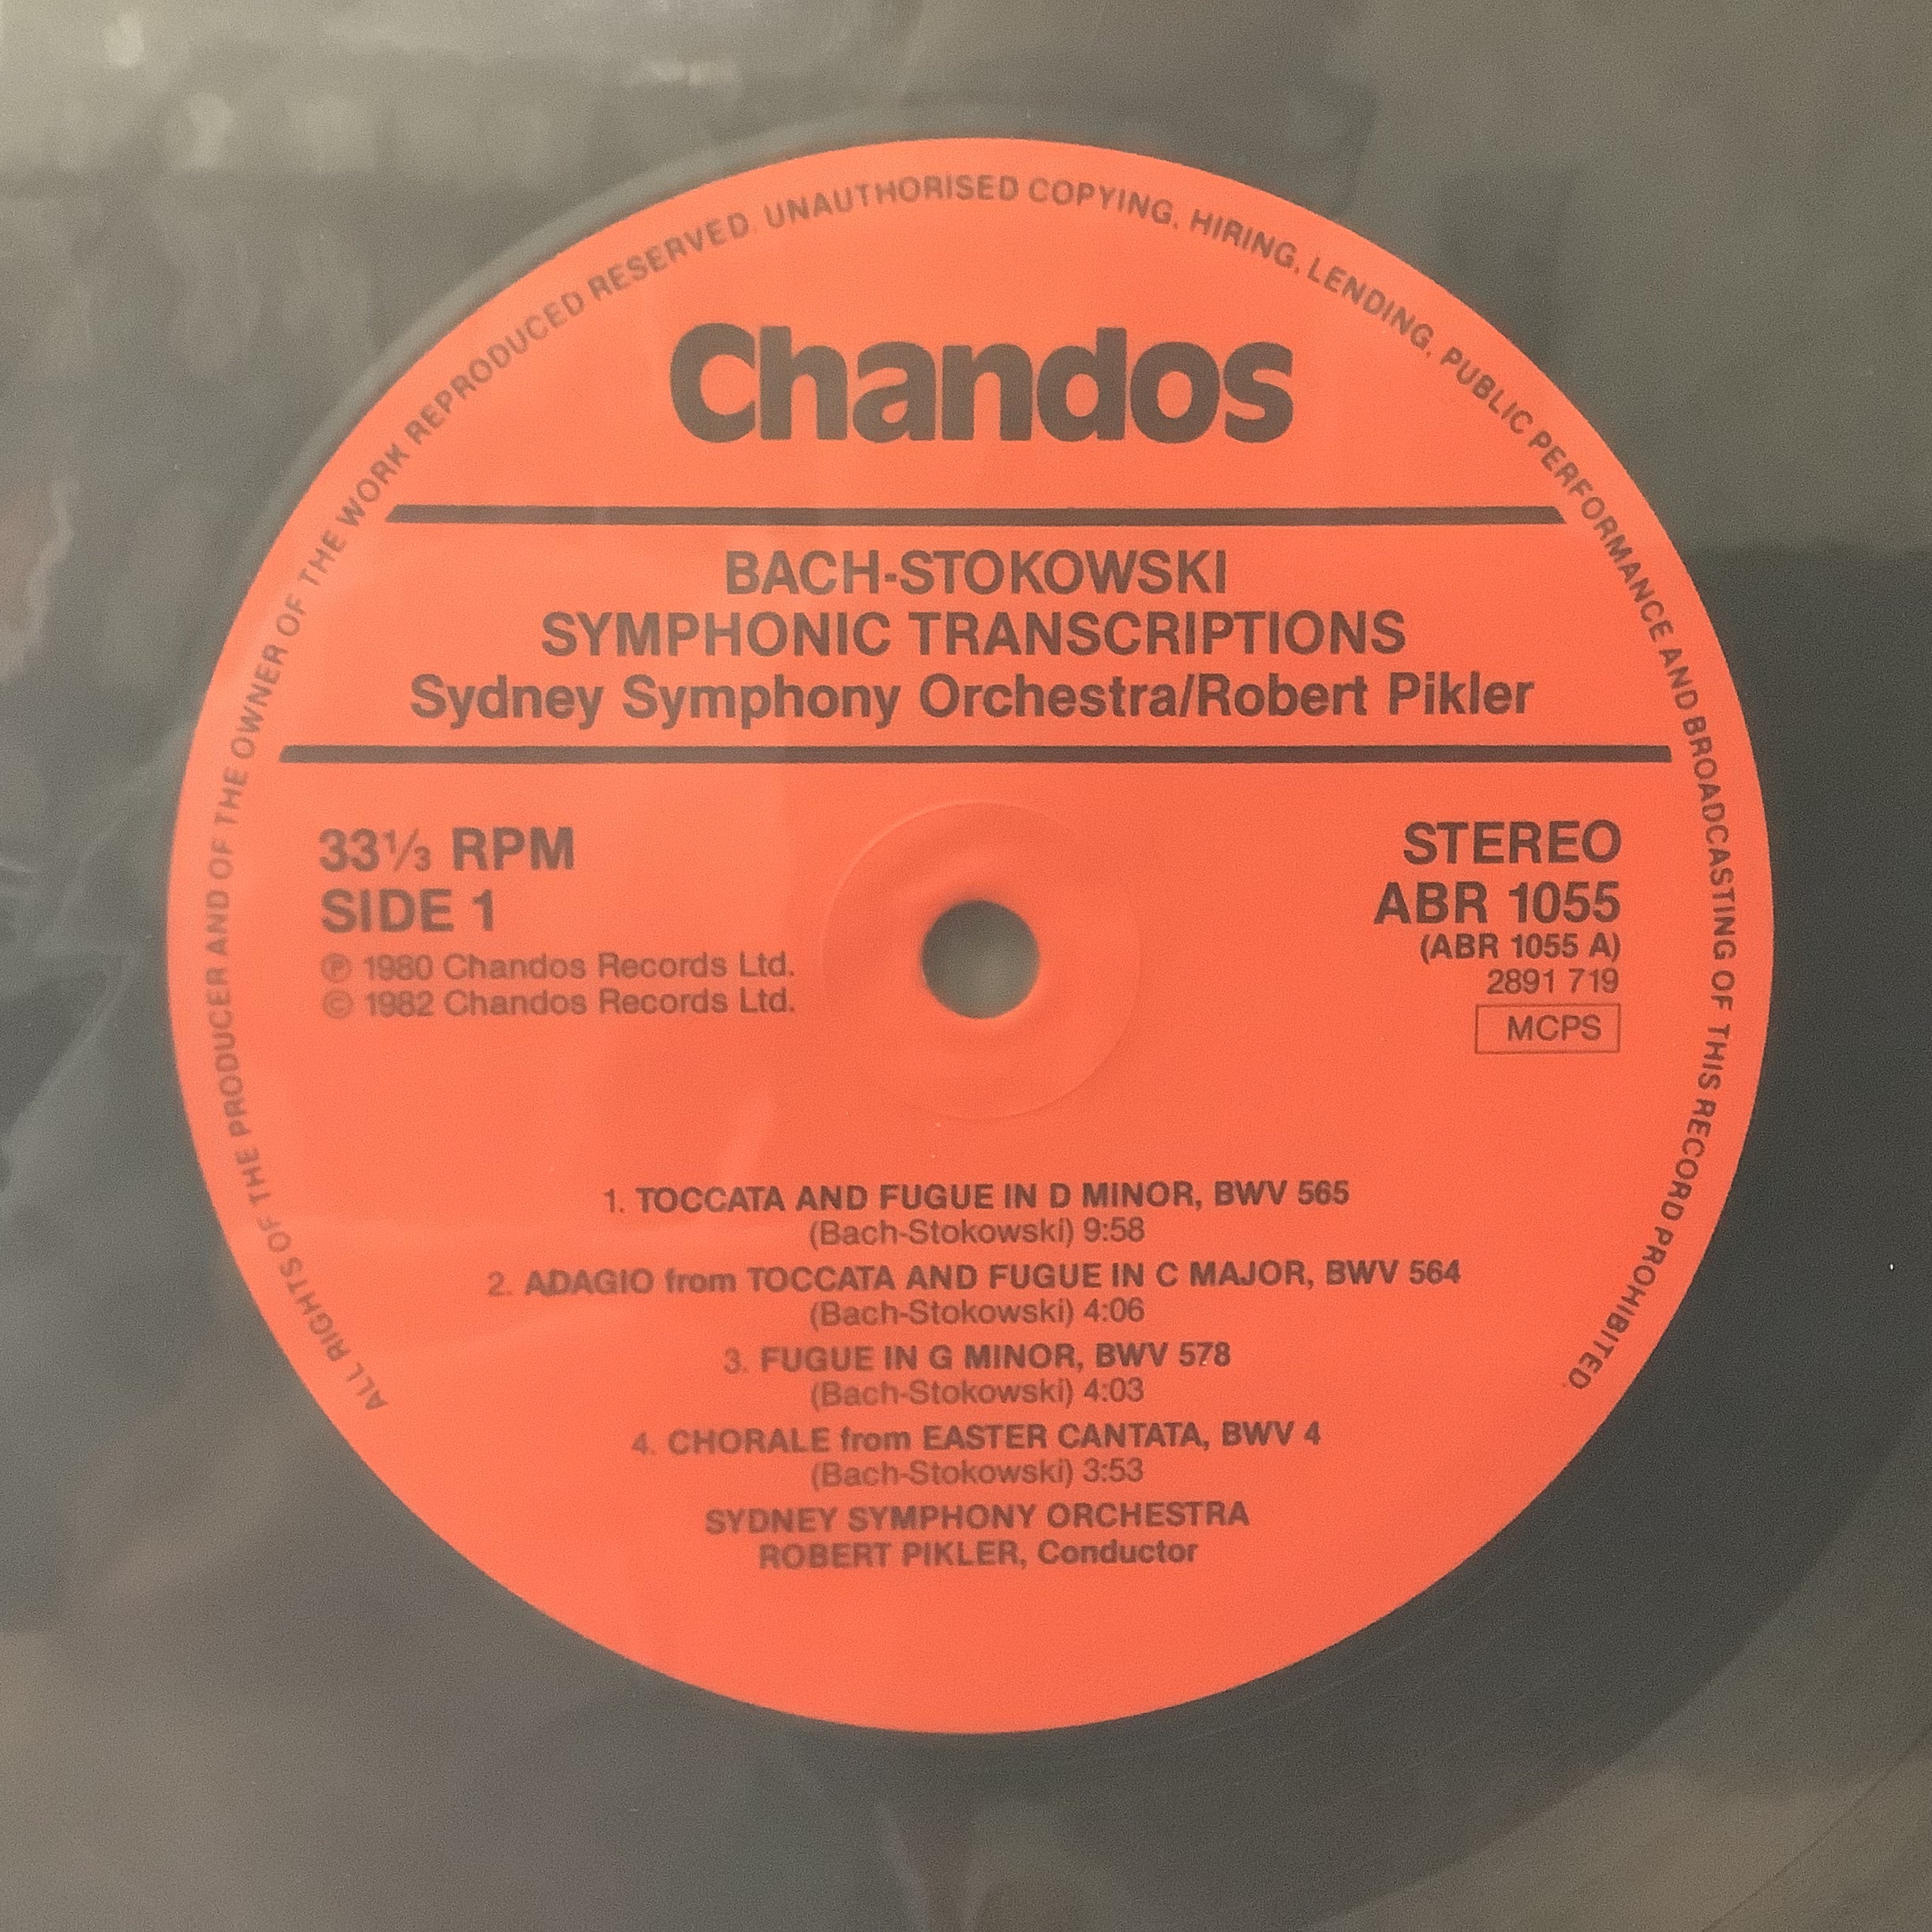 ALL RIGHTS OF THE PRODUCER AND OF THE OWNER OF THE WORK REPRODUCED RESERVED. UNAUTHORISED COPYING, HIRING, LENDING, PUBLIC PERFORMANCE AND BROADCASTING OF THIS RECORD PROHIBITED.
Chandos
BACH-STOKOWSKI
SYMPHONIC TRANSCRIPTIONS
Sydney Symphony Orchestra/Robert Pikler
33⅓ RPM
SIDE 1
℗ 1980 Chandos Records Ltd.
© 1982 Chandos Records Ltd.
STEREO
ABR 1055
(ABR 1055 A)
2891 719
MCPS
1. TOCCATA AND FUGUE IN D MINOR, BWV 565
(Bach-Stokowski) 9:58
2. ADAGIO from TOCCATA AND FUGUE IN C MAJOR, BWV 564
(Bach-Stokowski) 4:06
3. FUGUE IN G MINOR, BWV 578
(Bach-Stokowski) 4:03
4. CHORALE from EASTER CANTATA, BWV 4
(Bach-Stokowski) 3:53
SYDNEY SYMPHONY ORCHESTRA
ROBERT PIKLER, Conductor